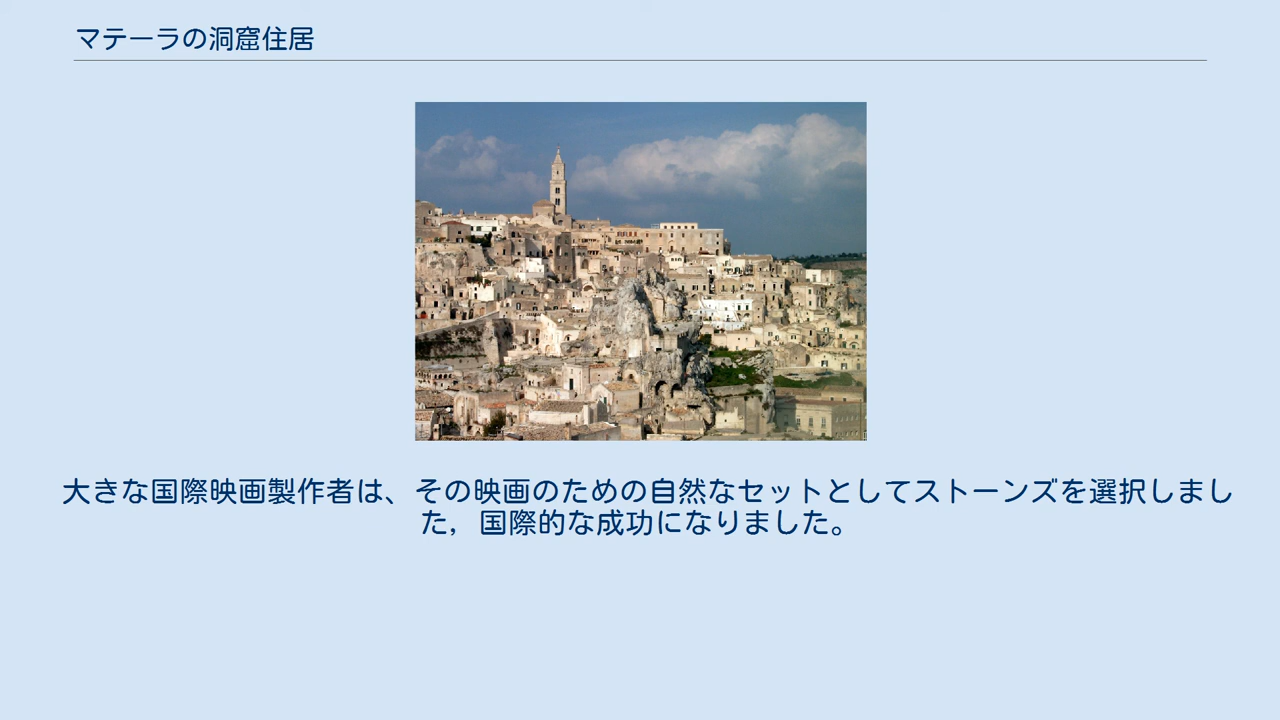 マテーラの洞窟住居
大きな国際映画製作者は、その映画のための自然なセットとしてストーンズを選択しまし
た，国際的な成功になりました。